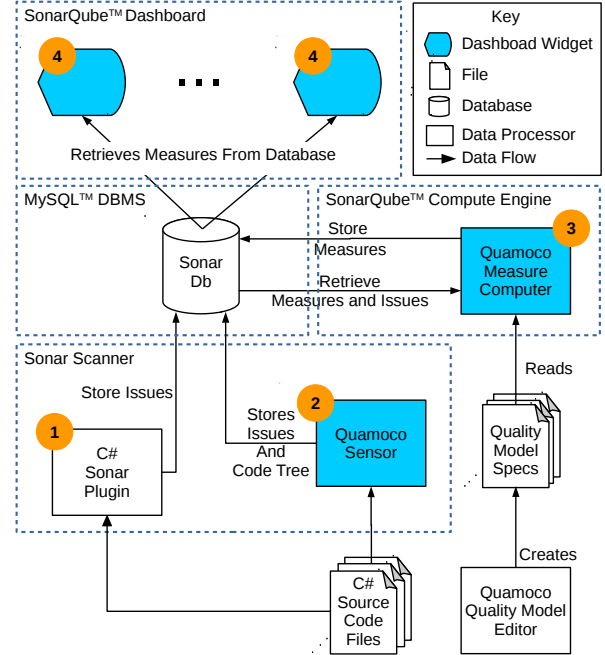 SonarQube™ Dashboard
4
4
Retrieves Measures From Database
Key
Dashboad Widget
File
Database
Data Processor
Data Flow
MySQL™ DBMS
Sonar
Db
SonarQube™ Compute Engine
Store
Measures
Retrieve
Measures and Issues
3
Quamoco
Measure
Computer
Sonar Scanner
Store Issues
1
C#
Sonar
Plugin
Stores
Issues
And
Code Tree
2
Quamoco
Sensor
Reads
Quality
Model
Specs
Creates
C#
Source
Code
Files
Quamoco
Quality Model
Editor